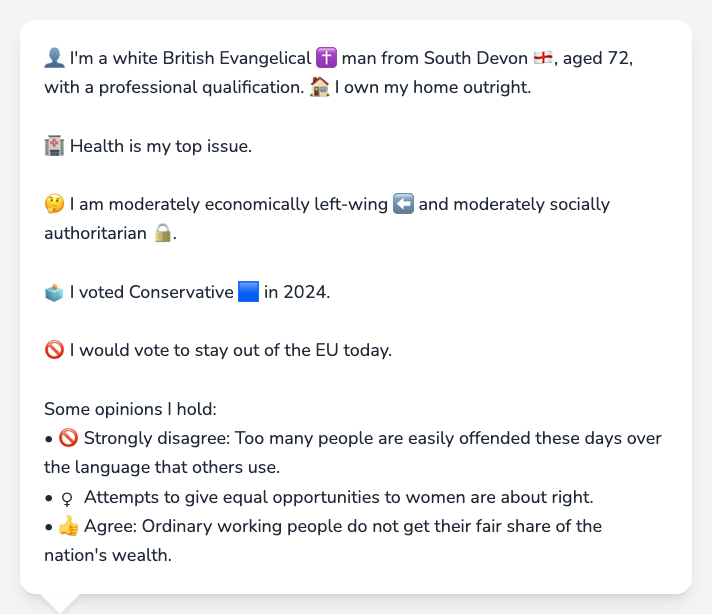 👤 I'm a white British Evangelical ✝️ man from South Devon 🏴󠁧󠁢󠁥󠁮󠁧󠁿, aged 72,
with a professional qualification. 🏠 I own my home outright.
🏥 Health is my top issue.
🤔 I am moderately economically left-wing ⬅️ and moderately socially
authoritarian 🔒.
🗳️ I voted Conservative 🟦 in 2024.
🚫 I would vote to stay out of the EU today.
Some opinions I hold:
• 🚫 Strongly disagree: Too many people are easily offended these days over
the language that others use.
• ♀ Attempts to give equal opportunities to women are about right.
• 👍 Agree: Ordinary working people do not get their fair share of the
nation's wealth.